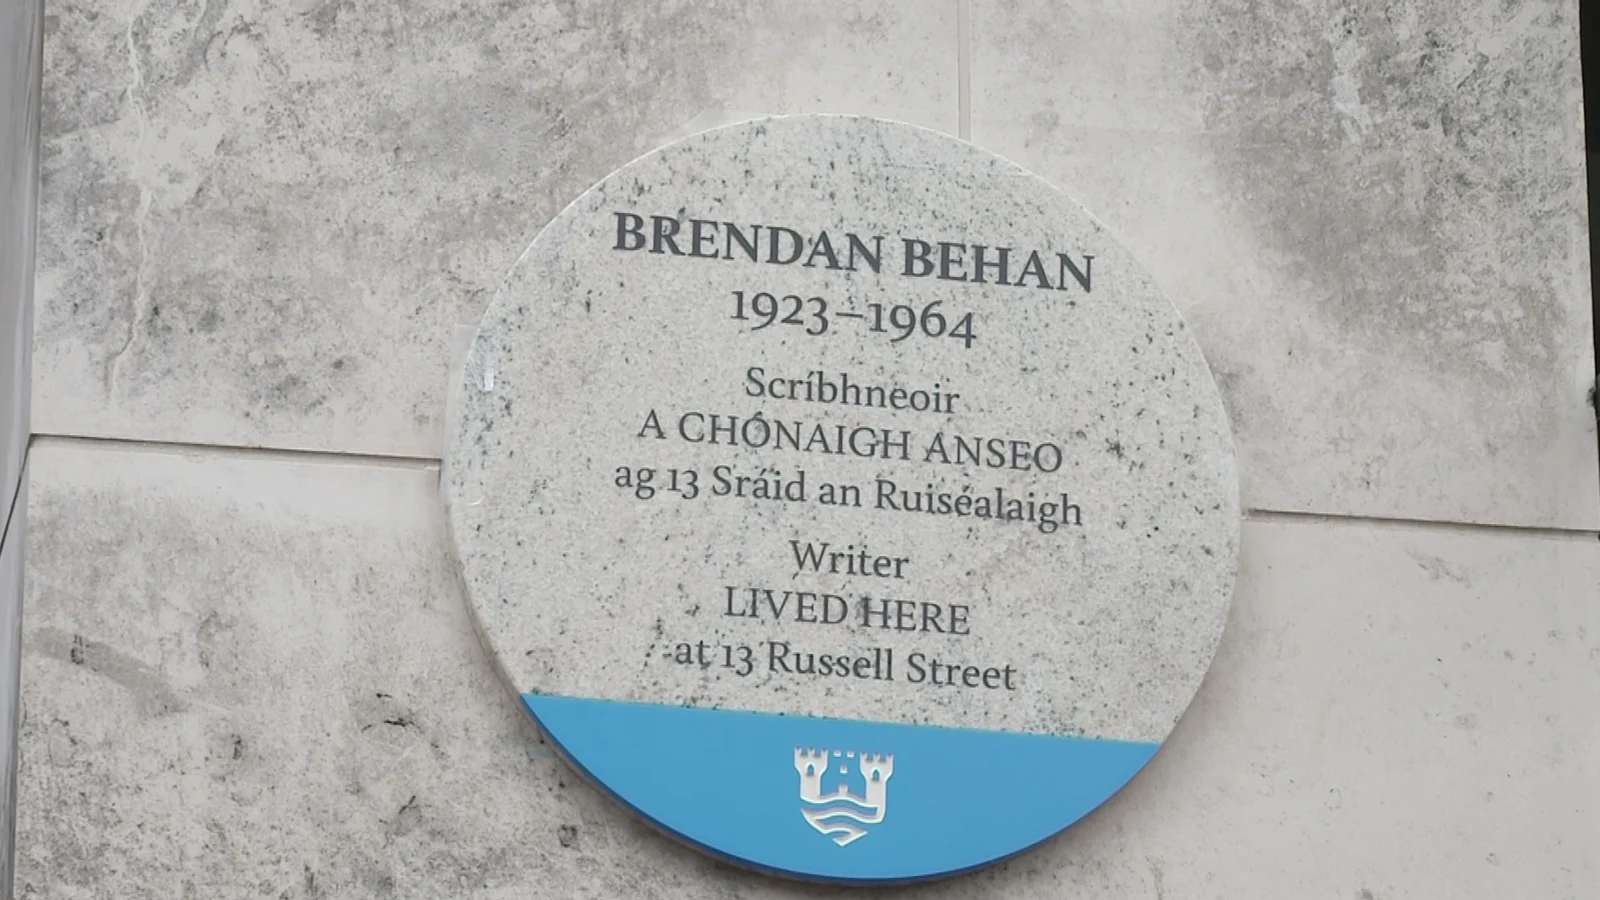 BRENDAN BEHAN
1923–1964
Scríbhneoir
A CHÓNAIGH ANSEO
ag 13 Sráid an Ruiséalaigh
Writer
LIVED HERE
at 13 Russell Street